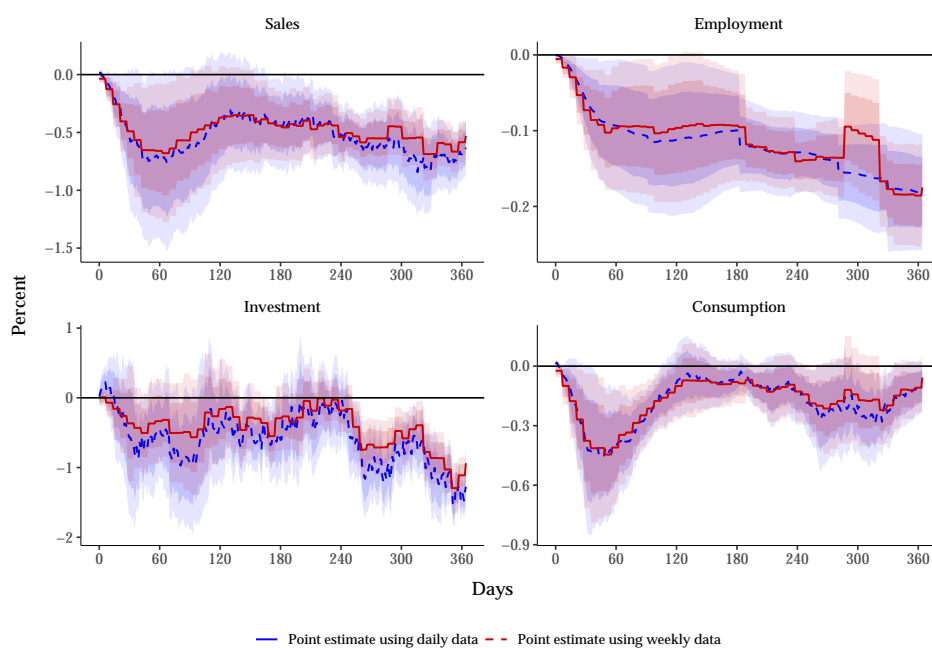 Sales
Employment
0.0
−0.5
−1.0
−1.5
0 60 120 180 240 300 360
0.0
−0.1
−0.2
0 60 120 180 240 300 360
Percent
Investment
Consumption
1
0
−1
−2
0 60 120 180 240 300 360
0.0
−0.3
−0.6
−0.9
0 60 120 180 240 300 360
Days
Point estimate using daily data Point estimate using weekly data